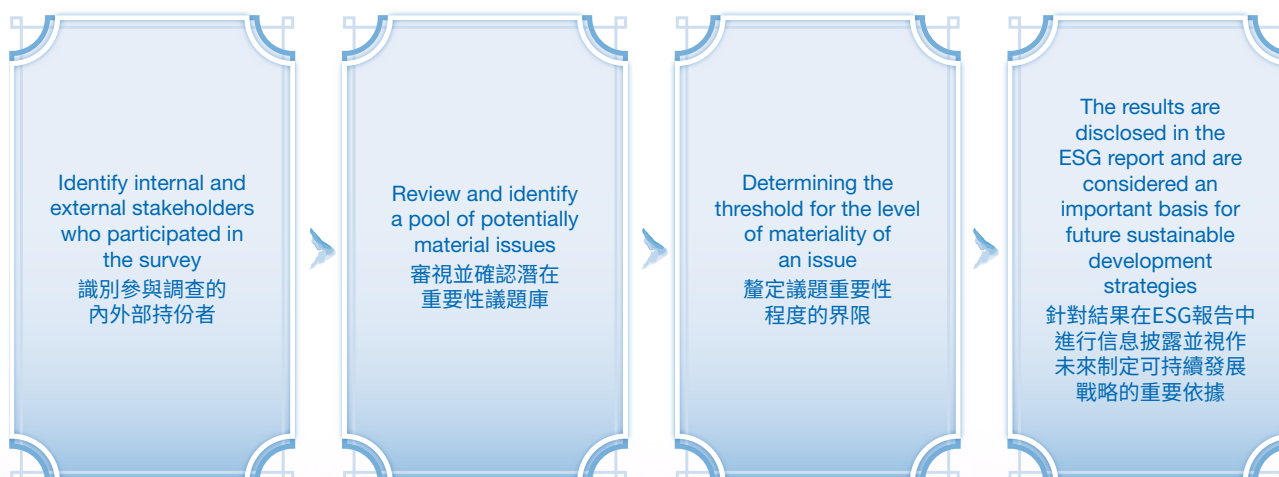 Identify internal and
external stakeholders
who participated in
the survey
識別參與調查的
內外部持份者
Review and identify
a pool of potentially
material issues
審視並確認潛在
重要性議題庫
Determining the
threshold for the level
of materiality of
an issue
釐定議題重要性
程度的界限
The results are
disclosed in the
ESG report and are
considered an
important basis for
future sustainable
development
strategies
針對結果在ESG報告中
進行信息披露並視作
未來制定可持續發展
戰略的重要依據